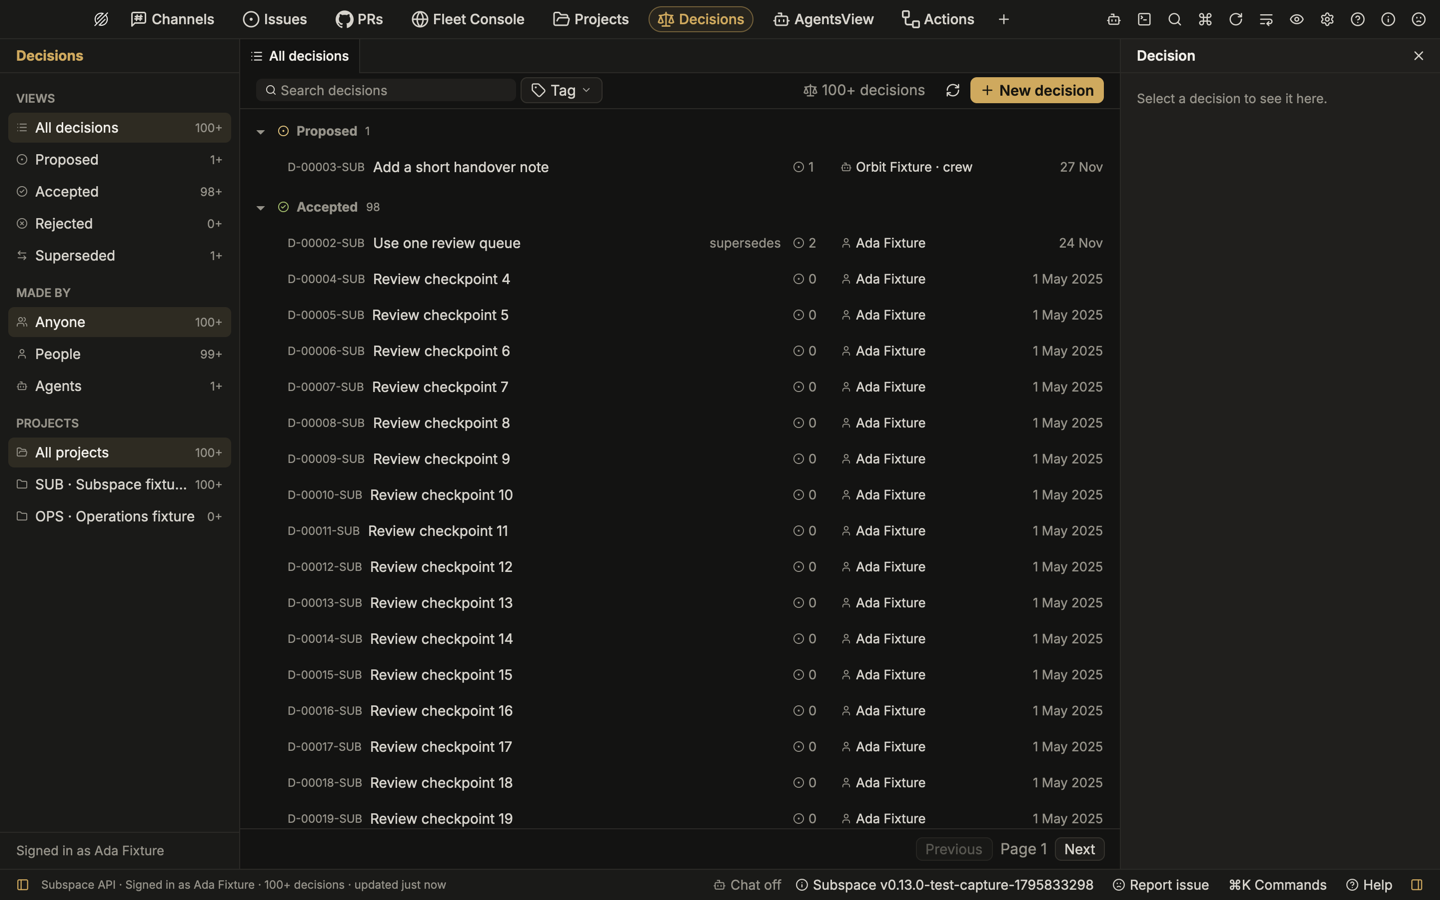 Channels Issues PRs Fleet Console Projects Decisions AgentsView Actions
Decisions
VIEWS
All decisions 100+
Proposed 1+
Accepted 98+
Rejected 0+
Superseded 1+
MADE BY
Anyone 100+
People 99+
Agents 1+
PROJECTS
All projects 100+
SUB · Subspace fixtu... 100+
OPS · Operations fixture 0+
Signed in as Ada Fixture
All decisions
Search decisions Tag 100+ decisions New decision
Proposed 1
D-00003-SUB Add a short handover note 1 Orbit Fixture · crew 27 Nov
Accepted 98
D-00002-SUB Use one review queue supersedes 2 Ada Fixture 24 Nov
D-00004-SUB Review checkpoint 4 0 Ada Fixture 1 May 2025
D-00005-SUB Review checkpoint 5 0 Ada Fixture 1 May 2025
D-00006-SUB Review checkpoint 6 0 Ada Fixture 1 May 2025
D-00007-SUB Review checkpoint 7 0 Ada Fixture 1 May 2025
D-00008-SUB Review checkpoint 8 0 Ada Fixture 1 May 2025
D-00009-SUB Review checkpoint 9 0 Ada Fixture 1 May 2025
D-00010-SUB Review checkpoint 10 0 Ada Fixture 1 May 2025
D-00011-SUB Review checkpoint 11 0 Ada Fixture 1 May 2025
D-00012-SUB Review checkpoint 12 0 Ada Fixture 1 May 2025
D-00013-SUB Review checkpoint 13 0 Ada Fixture 1 May 2025
D-00014-SUB Review checkpoint 14 0 Ada Fixture 1 May 2025
D-00015-SUB Review checkpoint 15 0 Ada Fixture 1 May 2025
D-00016-SUB Review checkpoint 16 0 Ada Fixture 1 May 2025
D-00017-SUB Review checkpoint 17 0 Ada Fixture 1 May 2025
D-00018-SUB Review checkpoint 18 0 Ada Fixture 1 May 2025
D-00019-SUB Review checkpoint 19 0 Ada Fixture 1 May 2025
Previous Page 1 Next
Decision
Select a decision to see it here.
Subspace API · Signed in as Ada Fixture · 100+ decisions · updated just now Chat off Subspace v0.13.0-test-capture-1795833298 Report issue ⌘K Commands Help